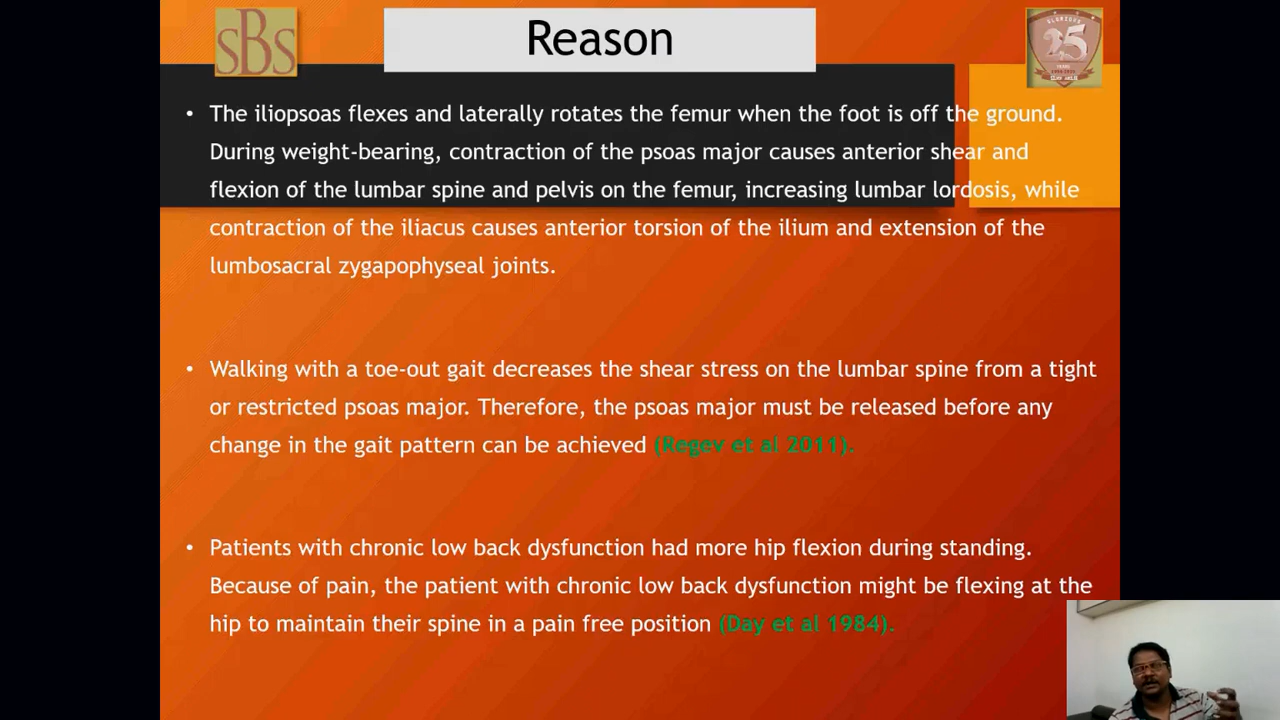 SBS
Reason
GLORIOUS
25
YEARS
• The iliopsoas flexes and laterally rotates the femur when the foot is off the ground.
During weight-bearing, contraction of the psoas major causes anterior shear and
flexion of the lumbar spine and pelvis on the femur, increasing lumbar lordosis, while
contraction of the iliacus causes anterior torsion of the ilium and extension of the
lumbosacral zygapophyseal joints.
• Walking with a toe-out gait decreases the shear stress on the lumbar spine from a tight
or restricted psoas major. Therefore, the psoas major must be released before any
change in the gait pattern can be achieved (Regev et al 2011).
• Patients with chronic low back dysfunction had more hip flexion during standing.
Because of pain, the patient with chronic low back dysfunction might be flexing at the
hip to maintain their spine in a pain free position (Day et al 1984).